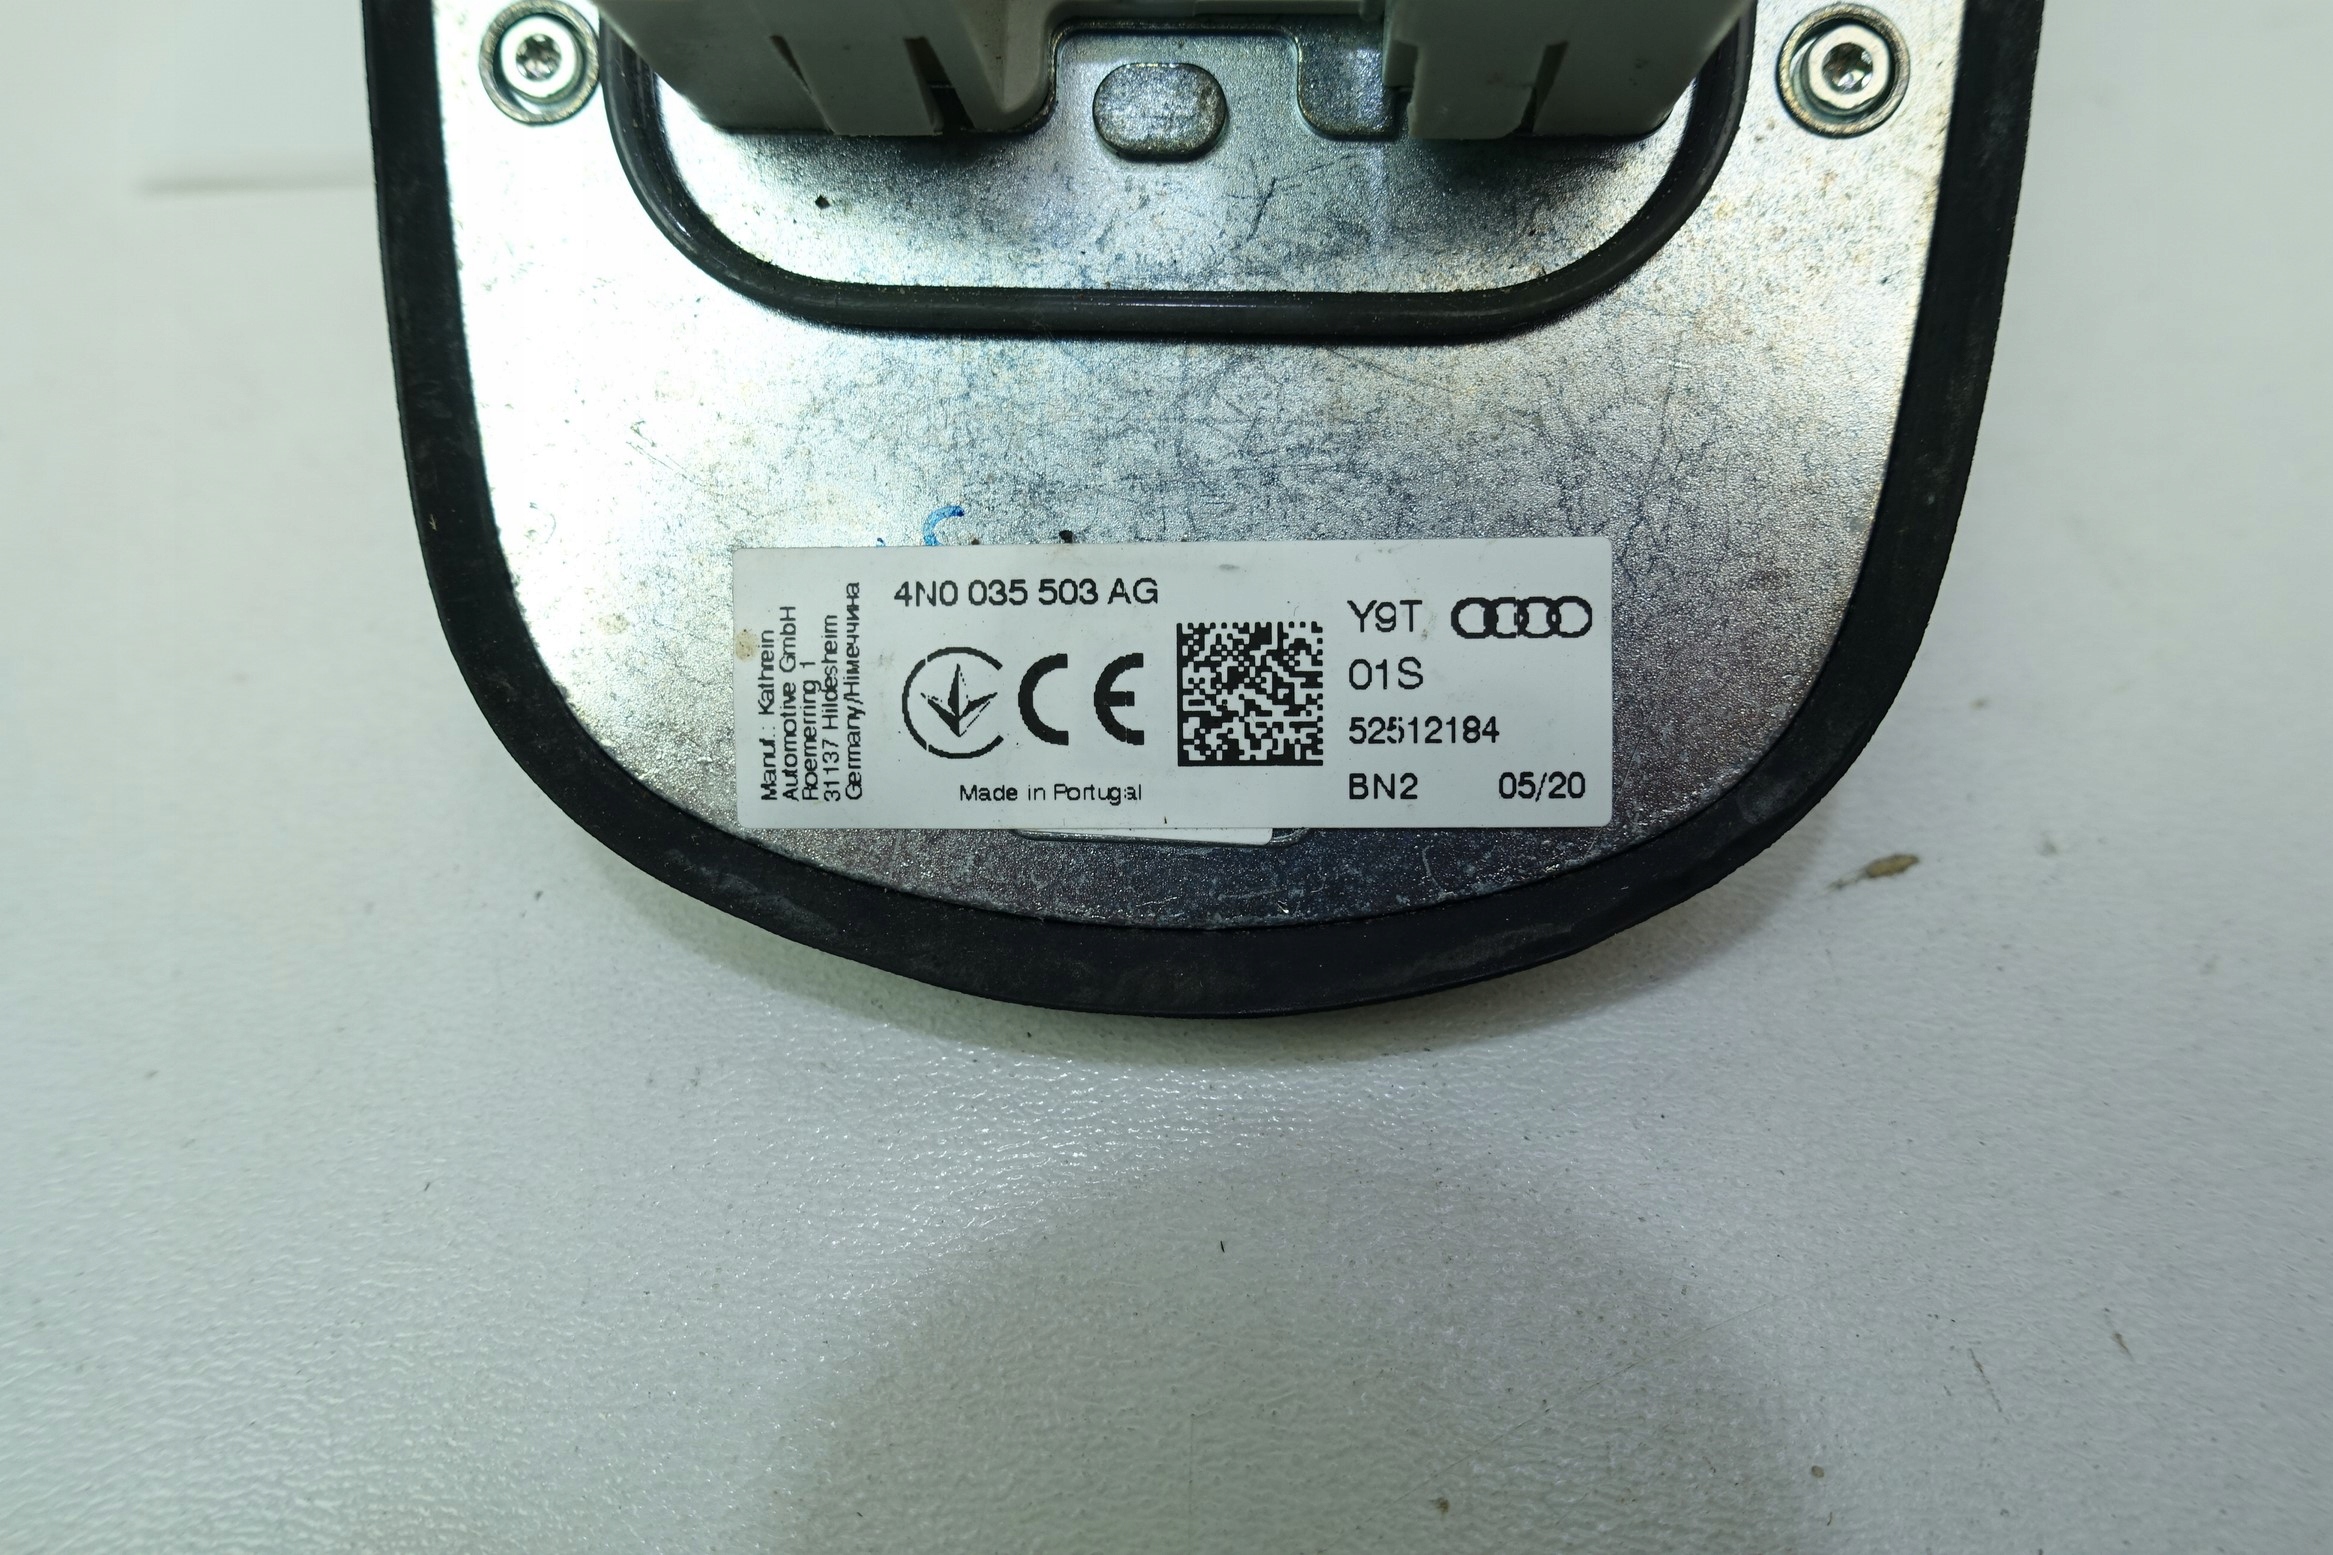 Manuf.: Kathrein
Automotive GmbH
Roemerring 1
31137 Hildesheim
Germany/Німеччина
4N0 035 503 AG
CE
Made in Portugal
Y9T
01S
52512184
BN2 05/20